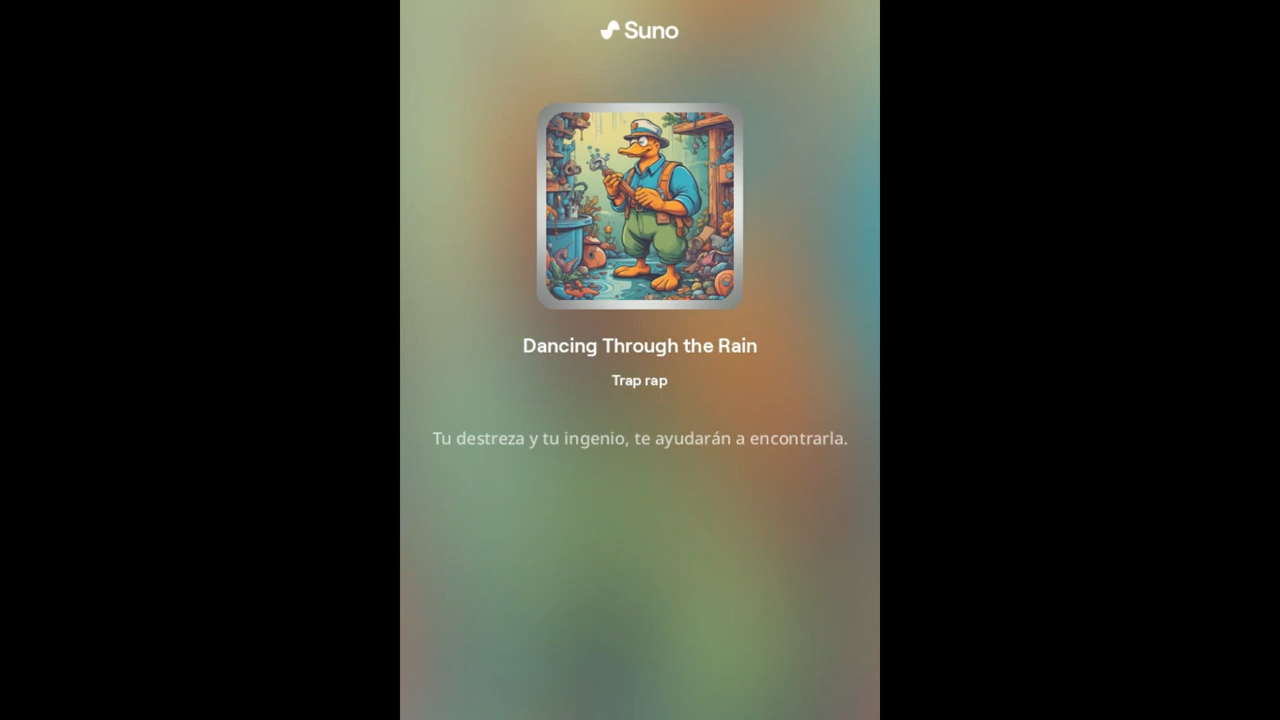 Suno
Dancing Through the Rain
Trap rap
Tu destreza y tu ingenio, te ayudarán a encontrarla.